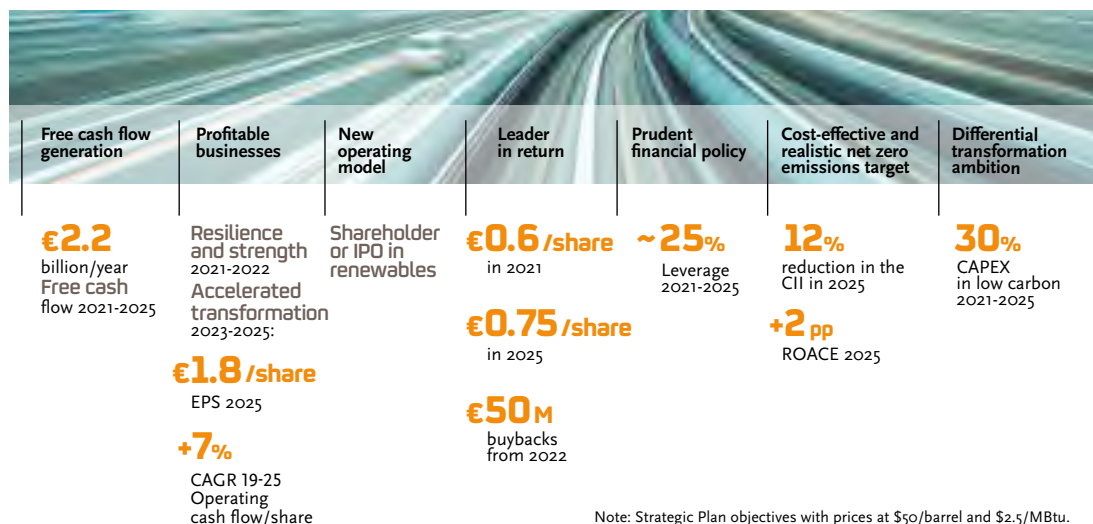 Free cash flow
generation
Profitable
businesses
New
operating
model
Leader
in return
Prudent
financial policy
Cost-effective and
realistic net zero
emissions target
Differential
transformation
ambition
€2.2
billion/year
Free cash
flow 2021-2025
Resilience
and strength
2021-2022
Accelerated
transformation
2023-2025:
€1.8/share
EPS 2025
+7%
CAGR 19-25
Operating
cash flow/share
Shareholder
or IPO in
renewables
€0.6/share
in 2021
€0.75/share
in 2025
€50M
buybacks
from 2022
~25%
Leverage
2021-2025
12%
reduction in the
CII in 2025
+2 pp
ROACE 2025
30%
CAPEX
in low carbon
2021-2025
Note: Strategic Plan objectives with prices at $50/barrel and $2.5/MBtu.